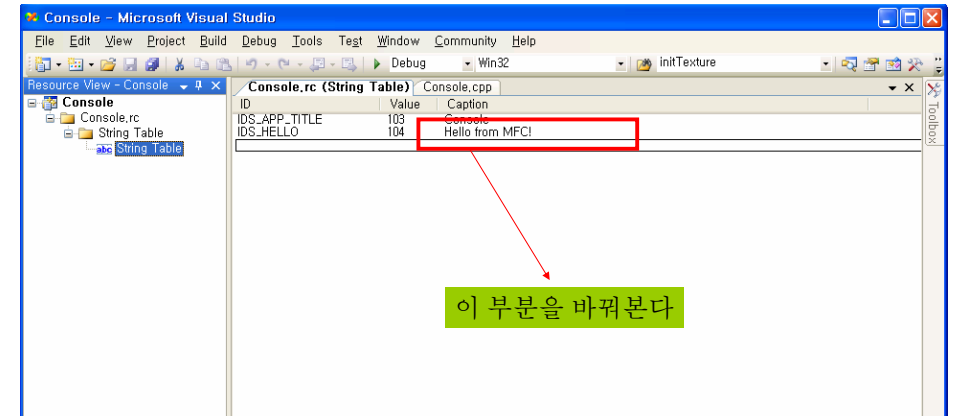 Console - Microsoft Visual Studio
File Edit View Project Build Debug Tools Test Window Community Help
Debug Win32 initTexture
Resource View - Console
Console.rc (String Table) Console.cpp
Console
ID Value Caption
Console.rc
IDS_APP_TITLE 103 Console
IDS_HELLO 104 Hello from MFC!
String Table
abc String Table
Toolbox
이 부분을 바꿔본다